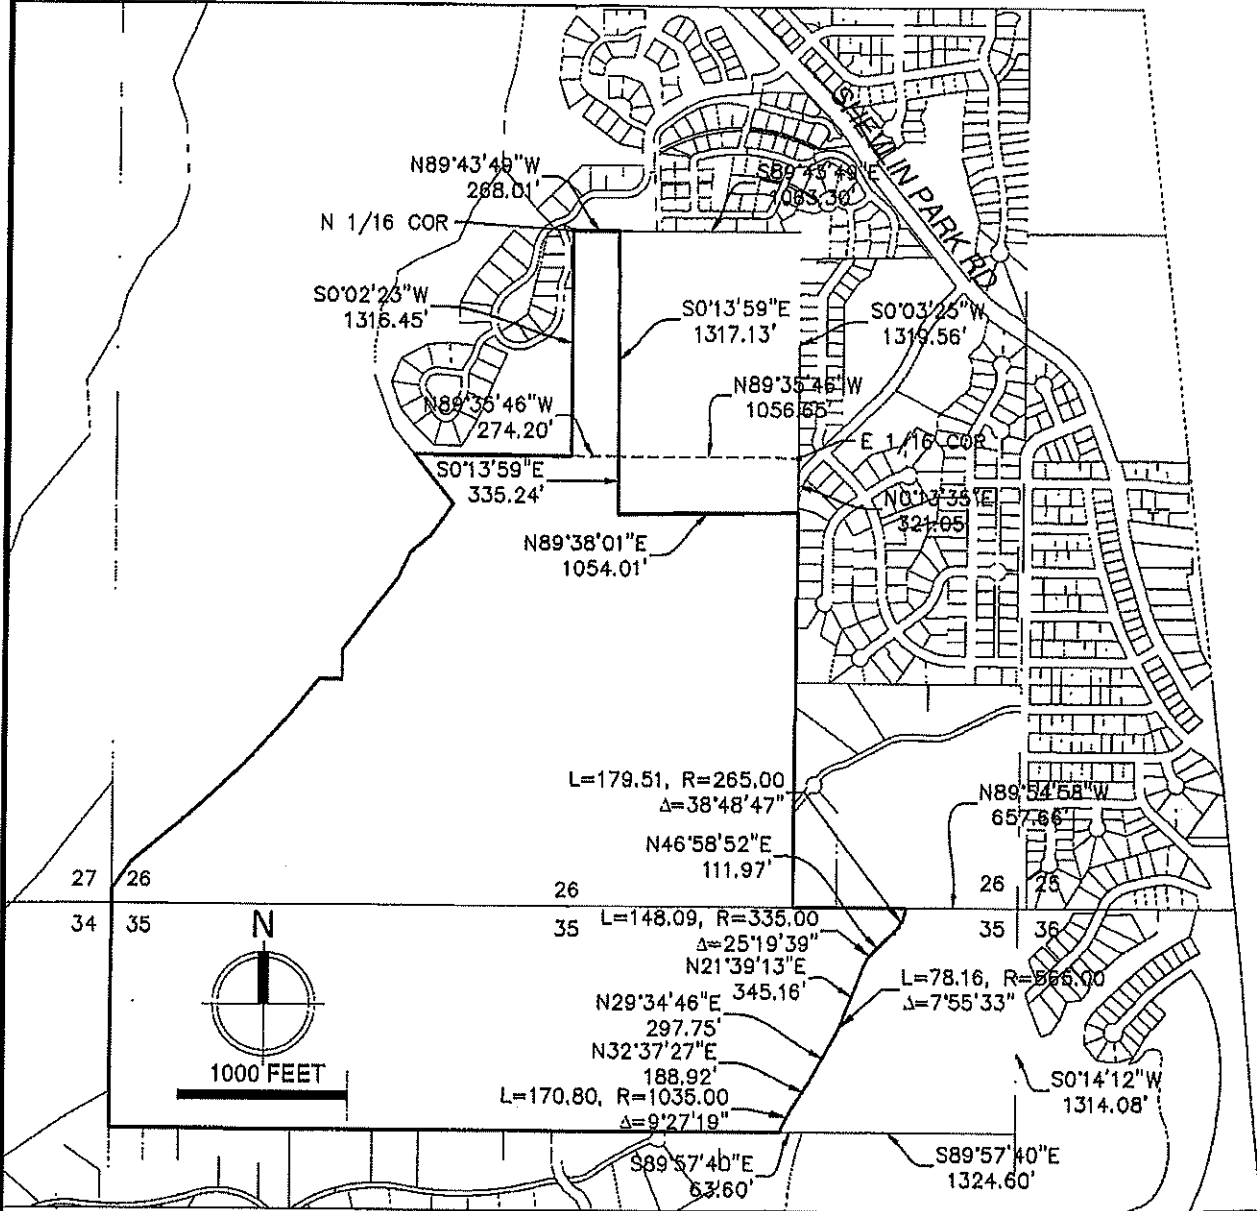 SHEVLIN PARK RD
N89°43'49"W
268.01'
S89°43'49"E
1063.30'
N 1/16 COR
S0°02'23"W
1316.45'
S0°13'59"E
1317.13'
S0°03'25"W
1319.56'
N89°35'46"W
1056.65'
N89°35'46"W
274.20'
E 1/16 COR
S0°13'59"E
335.24'
N0°13'35"E
321.05'
N89°38'01"E
1054.01'
L=179.51, R=265.00
Δ=38°48'47"
N89°54'58"W
657.66'
N46°58'52"E
111.97'
27 26
26
26 25
34 35
35
35 36
L=148.09, R=335.00
Δ=25°19'39"
N
N21°39'13"E
345.16'
L=78.16, R=565.00
Δ=7°55'33"
N29°34'46"E
297.75'
N32°37'27"E
188.92'
1000 FEET
S0°14'12"W
1314.08'
L=170.80, R=1035.00
Δ=9°27'19"
S89°57'40"E
63.60'
S89°57'40"E
1324.60'